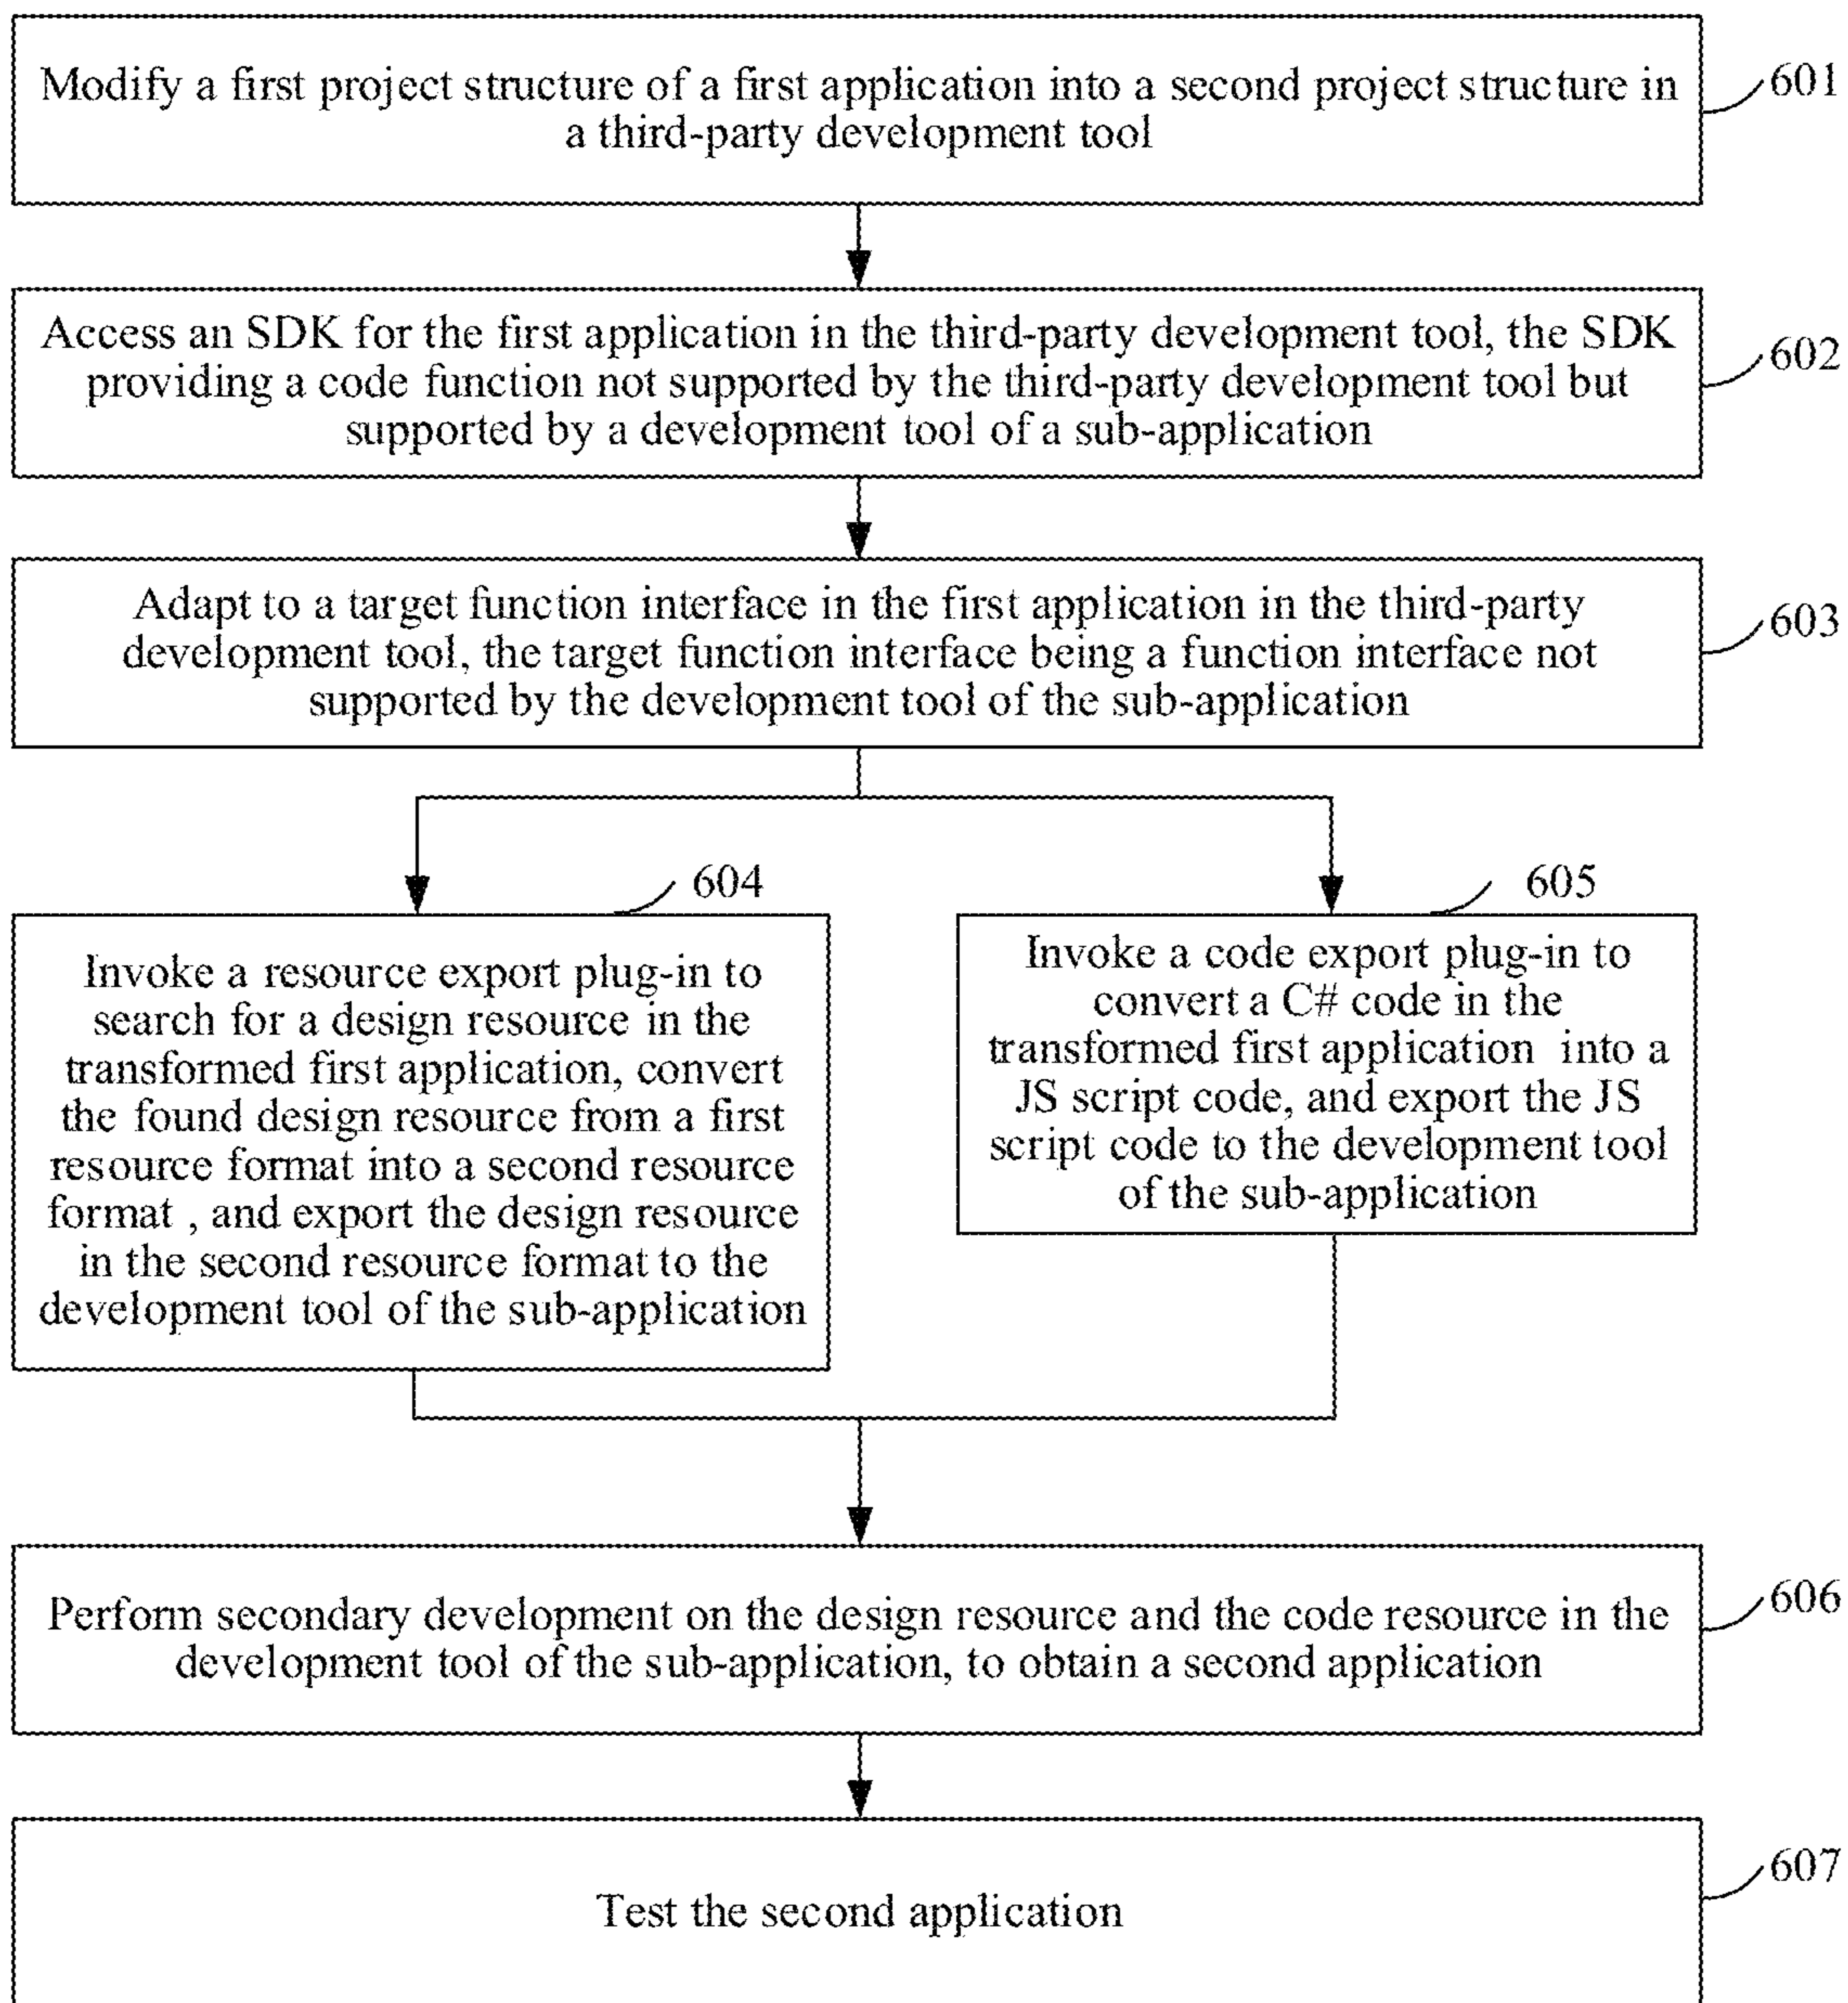 Modify a first project structure of a first application into a second project structure in
a third-party development tool
601
Access an SDK for the first application in the third-party development tool, the SDK
providing a code function not supported by the third-party development tool but
supported by a development tool of a sub-application
602
Adapt to a target function interface in the first application in the third-party
development tool, the target function interface being a function interface not
supported by the development tool of the sub-application
603
604
Invoke a resource export plug-in to
search for a design resource in the
transformed first application, convert
the found design resource from a first
resource format into a second resource
format , and export the design resource
in the second resource format to the
development tool of the sub-application
605
Invoke a code export plug-in to
convert a C# code in the
transformed first application into a
JS script code, and export the JS
script code to the development tool
of the sub-application
Perform secondary development on the design resource and the code resource in the
development tool of the sub-application, to obtain a second application
606
Test the second application
607